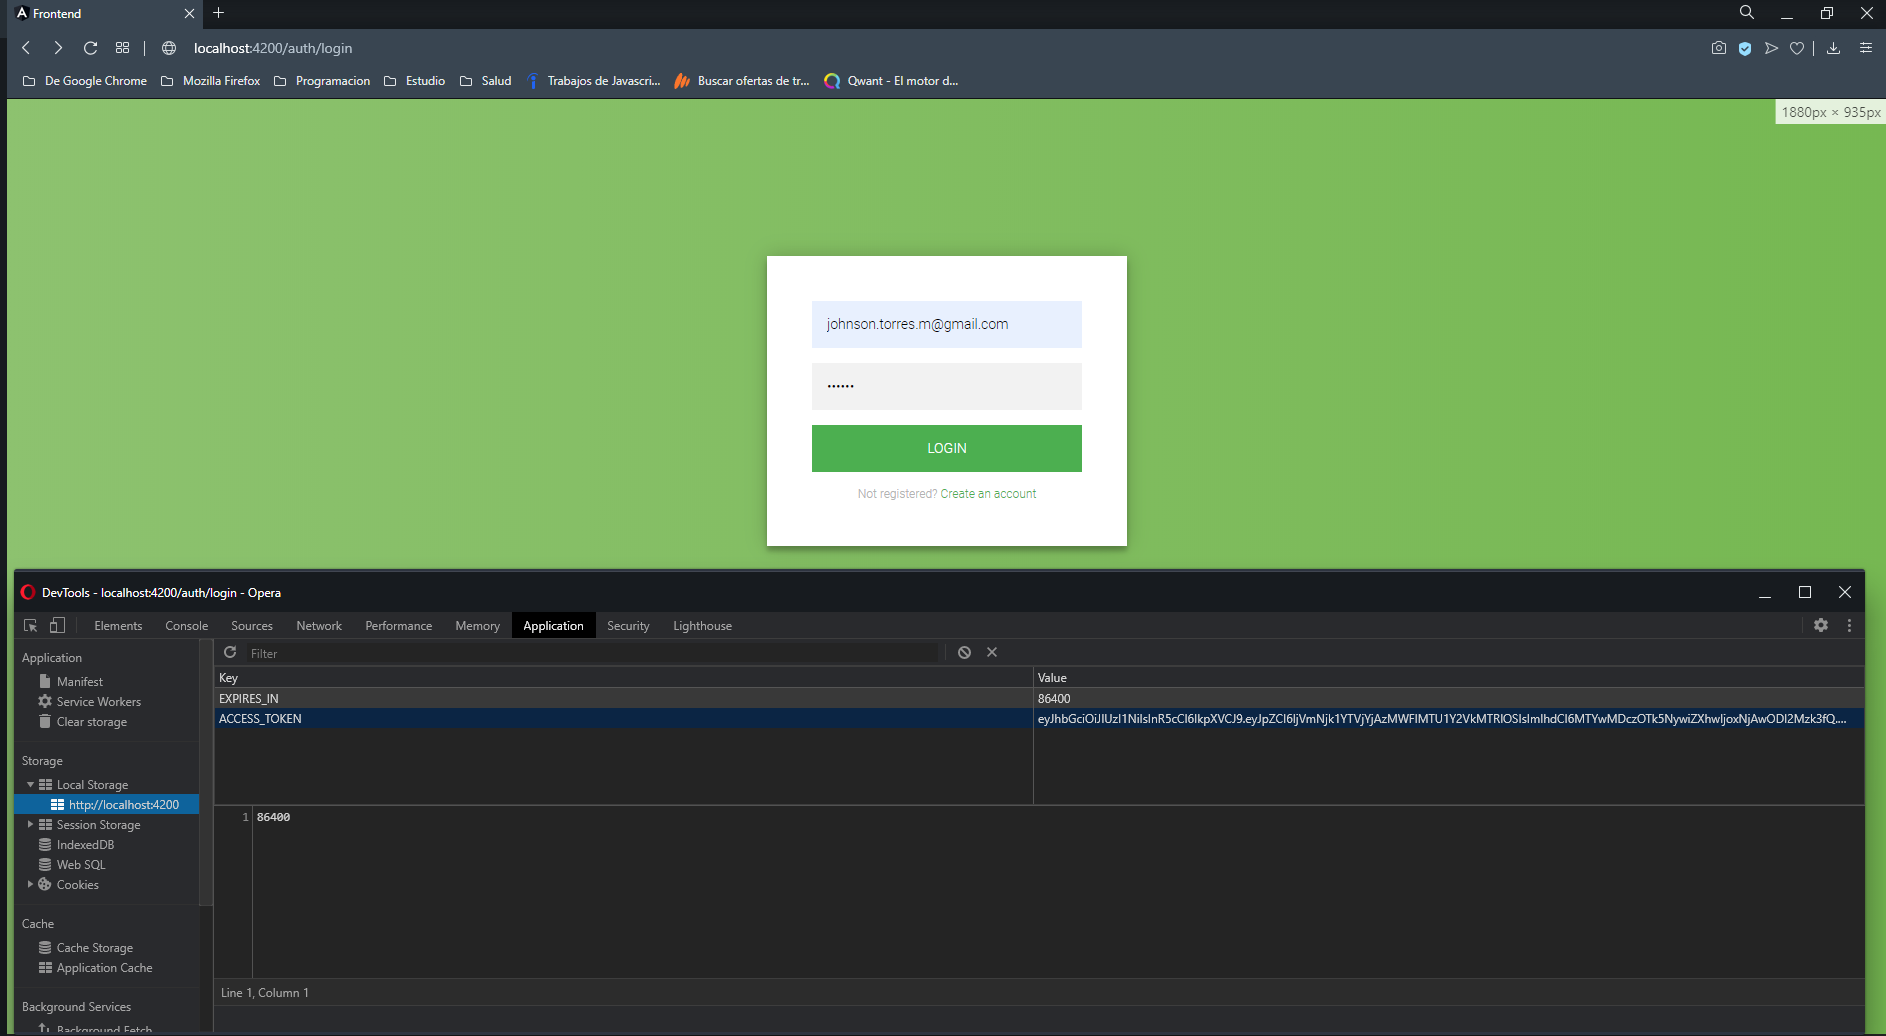 Frontend
localhost:4200/auth/login
De Google Chrome Mozilla Firefox Programacion Estudio Salud Trabajos de Javascri... Buscar ofertas de tr... Qwant - El motor d...
1880px × 935px
johnson.torres.m@gmail.com
••••••
LOGIN
Not registered? Create an account
DevTools - localhost:4200/auth/login - Opera
Elements Console Sources Network Performance Memory Application Security Lighthouse
Application
Manifest
Service Workers
Clear storage
Storage
Local Storage
http://localhost:4200
Session Storage
IndexedDB
Web SQL
Cookies
Cache
Cache Storage
Application Cache
Background Services
Background Fetch
Filter
Key Value
EXPIRES_IN 86400
ACCESS_TOKEN
1 86400
Line 1, Column 1